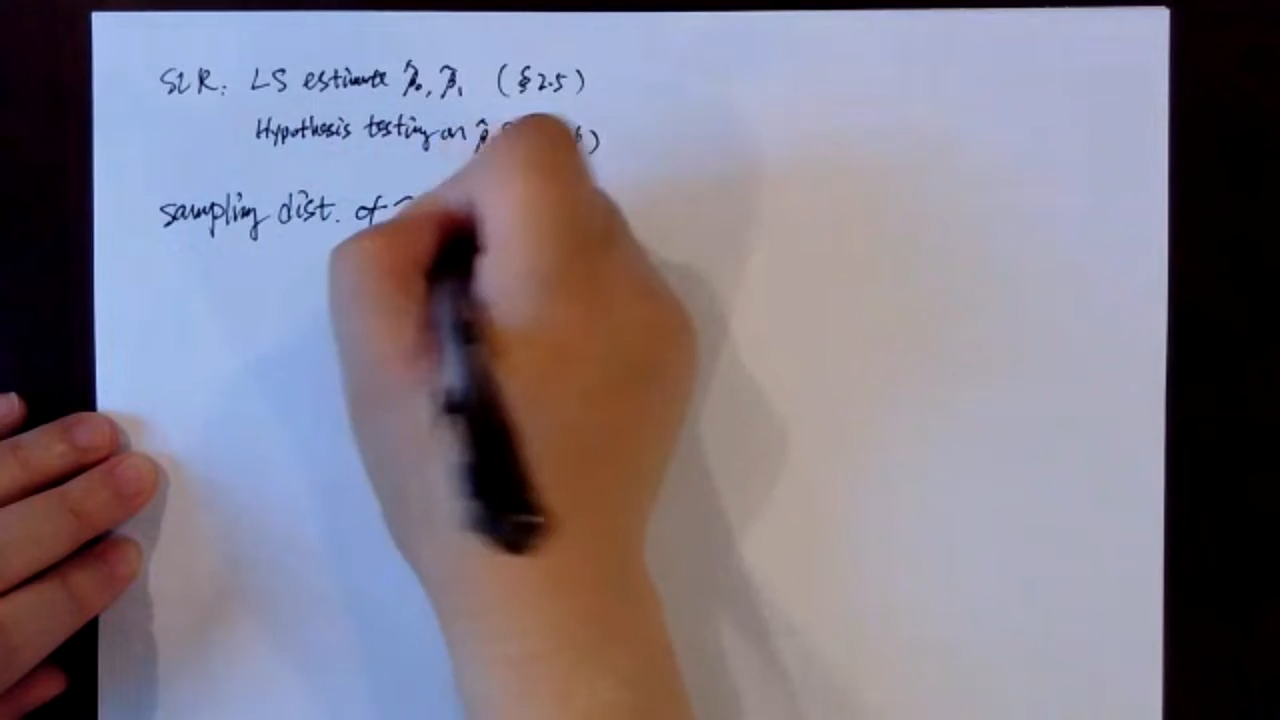 SLR: LS estimate β̂₀, β̂₁ (§2.5)
Hypothesis testing on β̂ )
sampling dist. of